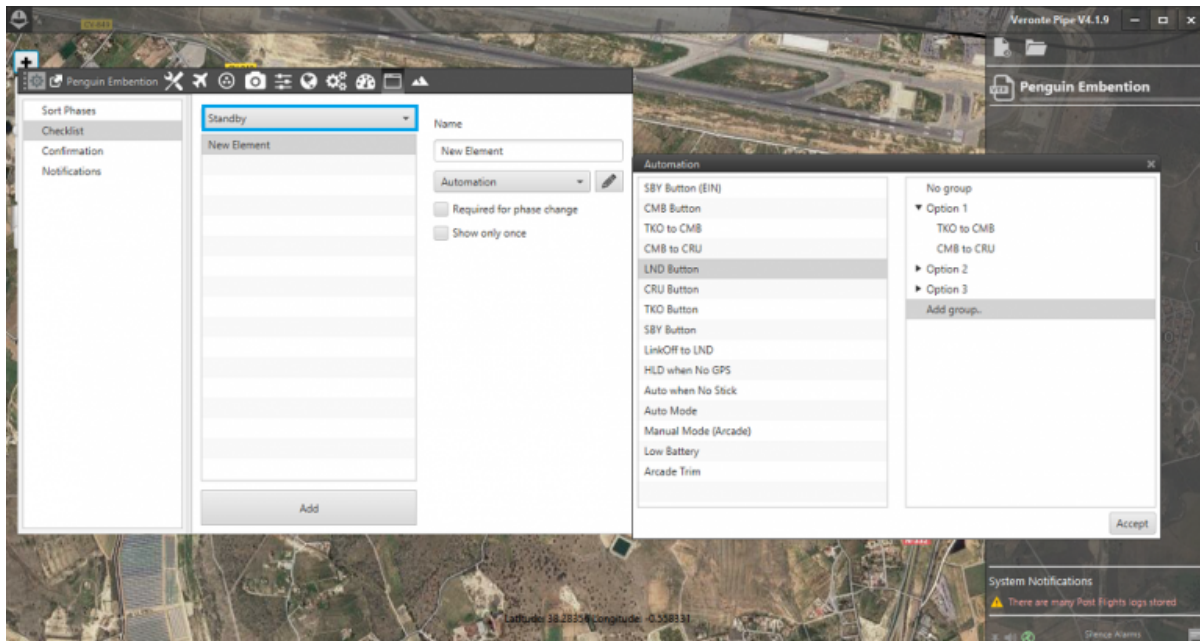 CV-849
Veronte Pipe V4.1.9
Penguin Embention
Penguin Embention
Sort Phases
Checklist
Confirmation
Notifications
Standby
New Element
Add
Name
New Element
Automation
Required for phase change
Show only once
Automation
SBY Button (EIN)
CMB Button
TKO to CMB
CMB to CRU
LND Button
CRU Button
TKO Button
SBY Button
LinkOff to LND
HLD when No GPS
Auto when No Stick
Auto Mode
Manual Mode (Arcade)
Low Battery
Arcade Trim
No group
Option 1
TKO to CMB
CMB to CRU
Option 2
Option 3
Add group..
Accept
System Notifications
There are many Post Flights logs stored
Silence Alarms